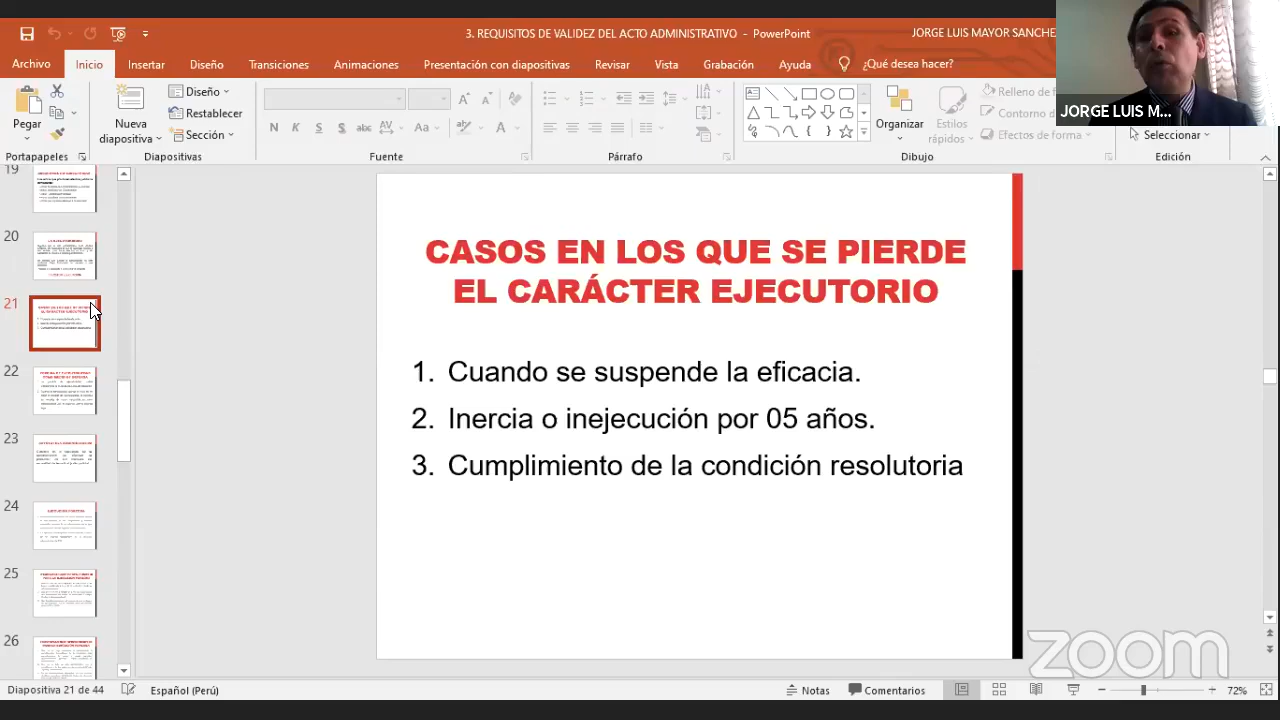 3. REQUISITOS DE VALIDEZ DEL ACTO ADMINISTRATIVO - PowerPoint
JORGE LUIS MAYOR SANCHE
Archivo
Inicio
Insertar
Diseño
Transiciones
Animaciones
Presentación con diapositivas
Revisar
Vista
Grabación
Ayuda
¿Qué desea hacer?
JORGE LUIS M...
Pegar
Nueva
diapositiva
Diseño
Restablecer
Sección
N K S abc AV Aa A
Organizar
Estilos
rápidos
Relleno de
Contorno d
Efectos de forma
Seleccionar
Portapapeles
Diapositivas
Fuente
Párrafo
Dibujo
Edición
19
20
21
22
23
24
25
26
CASOS EN LOS QUE SE PIERDE
EL CARÁCTER EJECUTORIO
1. Cuando se suspende la eficacia.
2. Inercia o inejecución por 05 años.
3. Cumplimiento de la condición resolutoria
zoom
Diapositiva 21 de 44
Español (Perú)
Notas
Comentarios
72%